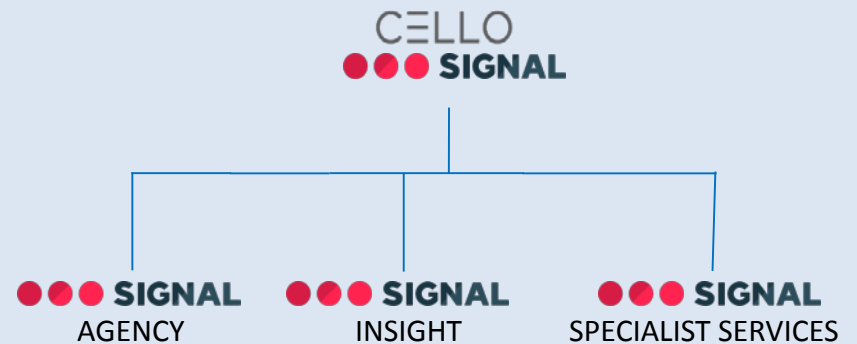 CELLO
SIGNAL
SIGNAL SIGNAL SIGNAL
AGENCY INSIGHT SPECIALIST SERVICES